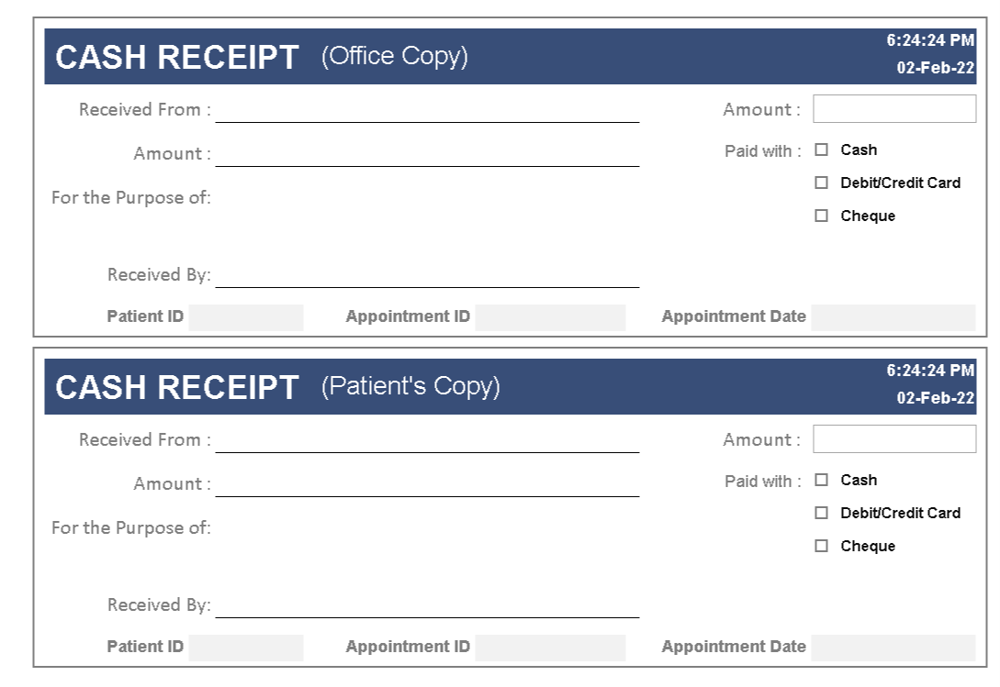 CASH RECEIPT (Office Copy) 6:24:24 PM
02-Feb-22
Received From : Amount :
Amount : Paid with : Cash
Debit/Credit Card
For the Purpose of:
Cheque
Received By:
Patient ID Appointment ID Appointment Date
CASH RECEIPT (Patient's Copy) 6:24:24 PM
02-Feb-22
Received From : Amount :
Amount : Paid with : Cash
Debit/Credit Card
For the Purpose of:
Cheque
Received By:
Patient ID Appointment ID Appointment Date